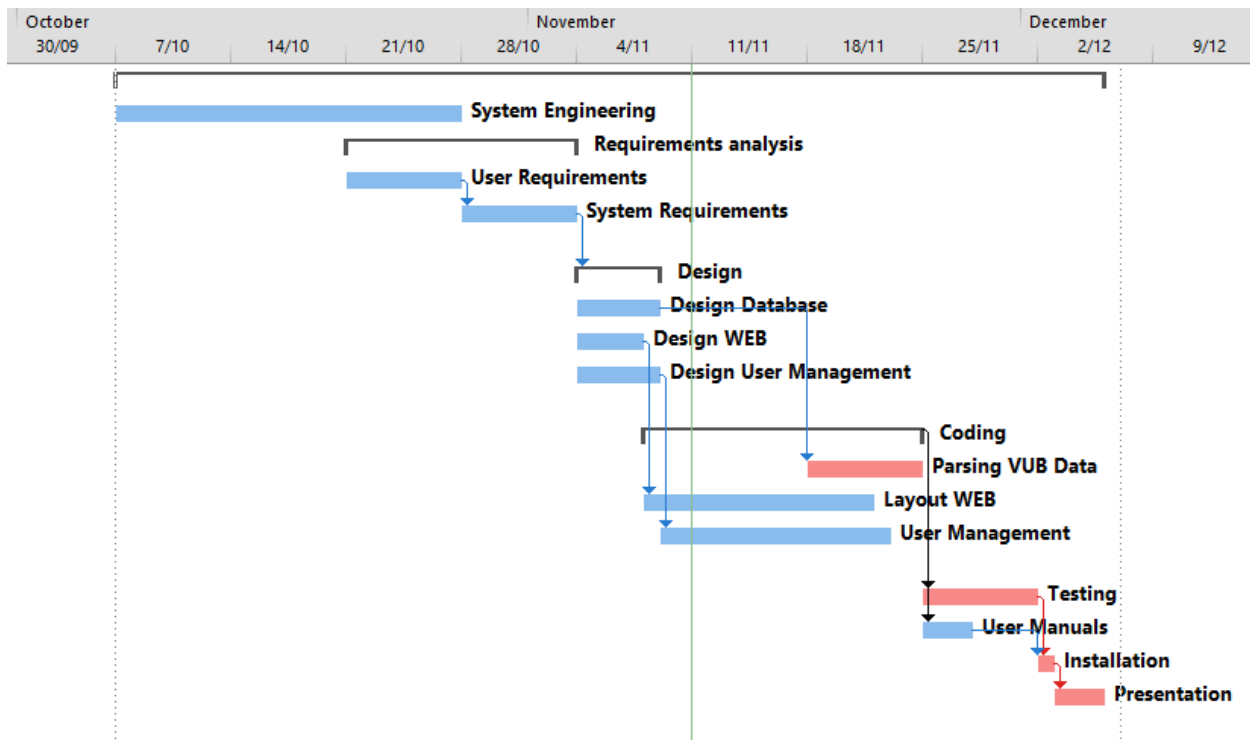 October November December
30/09 7/10 14/10 21/10 28/10 4/11 11/11 18/11 25/11 2/12 9/12
System Engineering
Requirements analysis
User Requirements
System Requirements
Design
Design Database
Design WEB
Design User Management
Coding
Parsing VUB Data
Layout WEB
User Management
Testing
User Manuals
Installation
Presentation